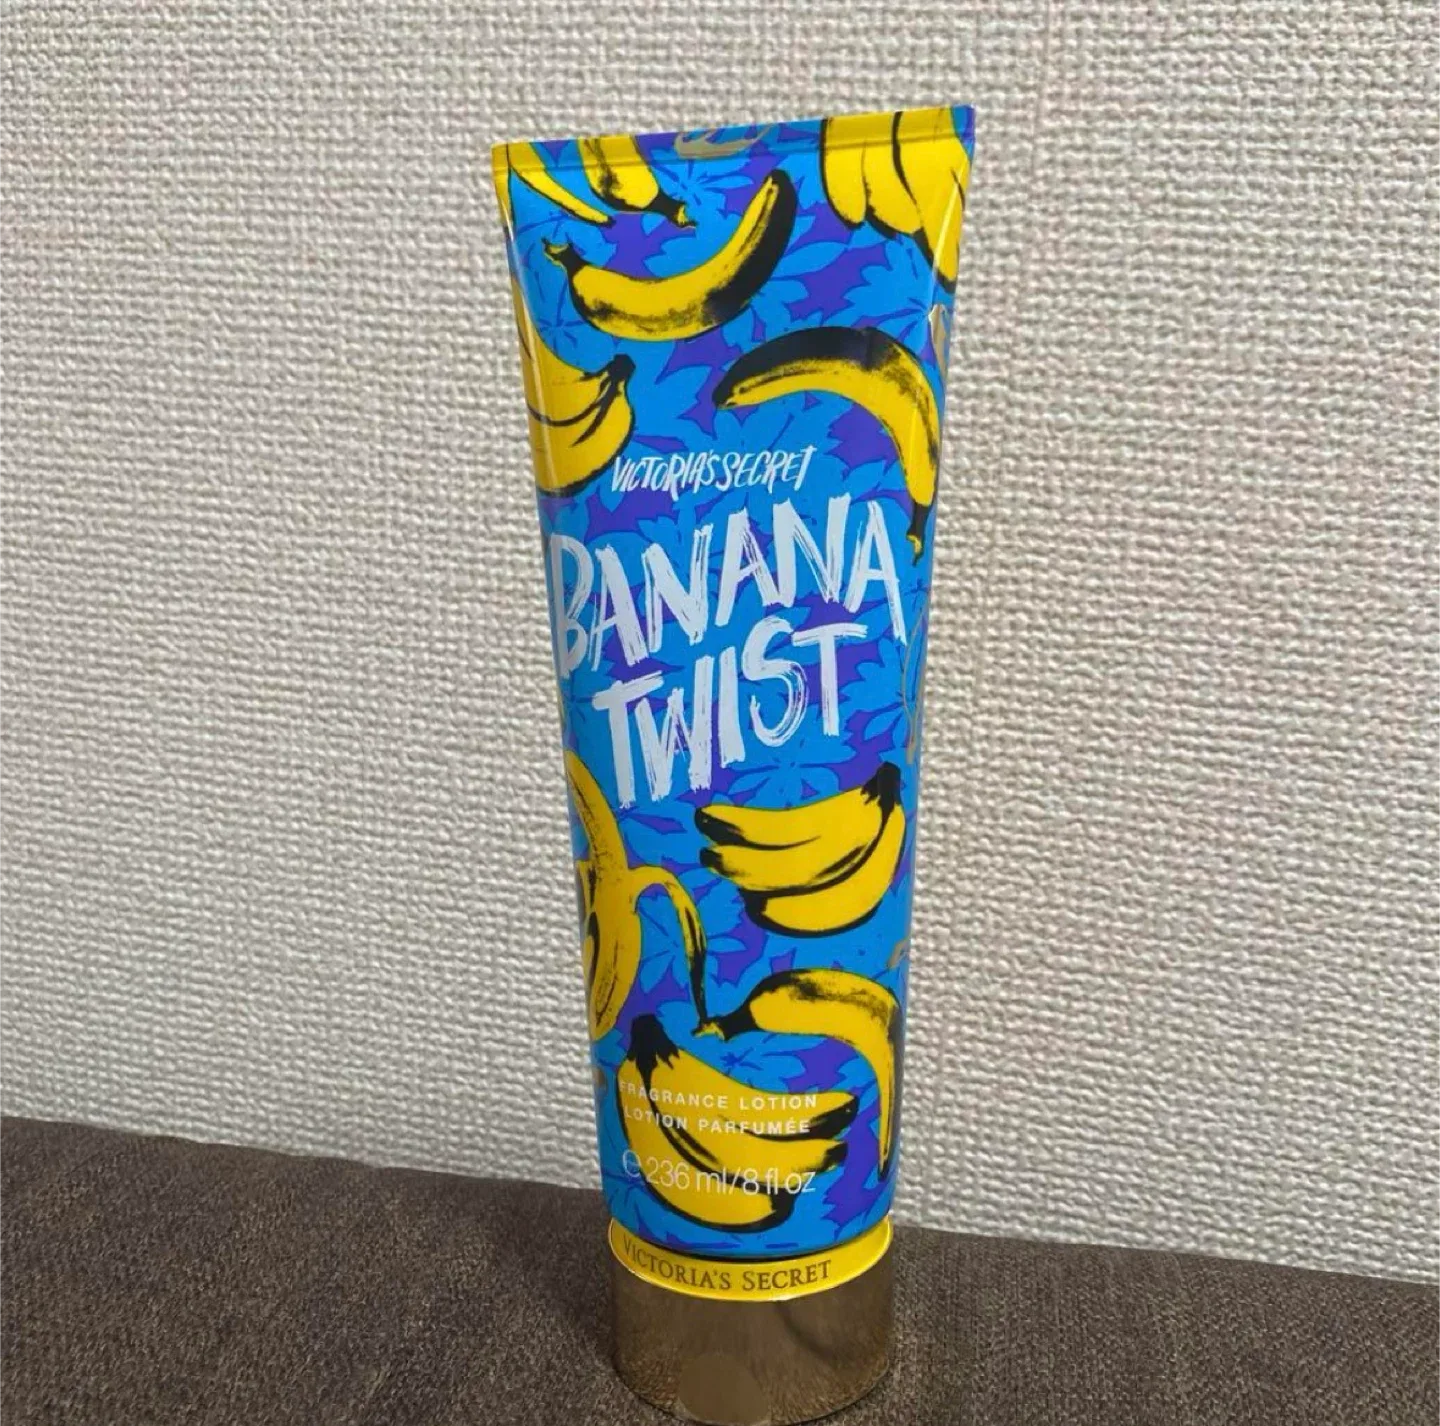 VICTORIA'S SECRET
BANANA
TWIST
FRAGRANCE LOTION
LOTION PARFUMÉE
℮ 236 ml/8 fl oz
VICTORIA'S SECRET